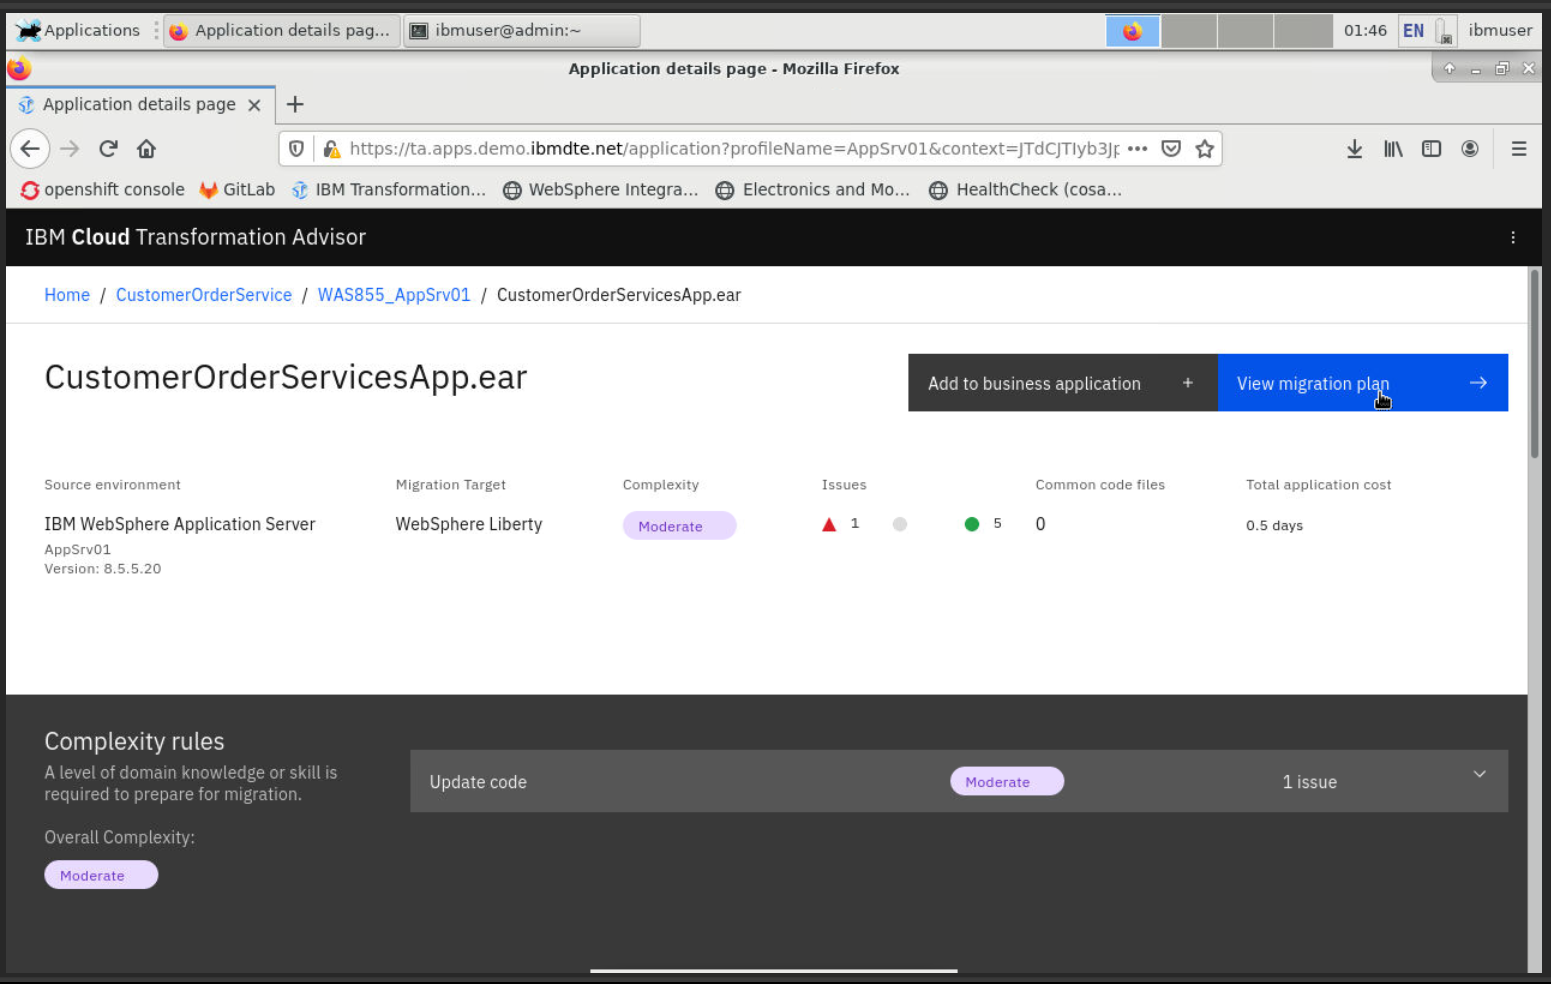 Applications
Application details pag...
ibmuser@admin:~
01:46
EN
ibmuser
Application details page - Mozilla Firefox
Application details page
https://ta.apps.demo.ibmdte.net/application?profileName=AppSrv01&context=JTdCJTIyb3Jp
openshift console
GitLab
IBM Transformation...
WebSphere Integra...
Electronics and Mo...
HealthCheck (cosa...
IBM Cloud Transformation Advisor
Home / CustomerOrderService / WAS855_AppSrv01 / CustomerOrderServicesApp.ear
CustomerOrderServicesApp.ear
Add to business application +
View migration plan
Source environment
Migration Target
Complexity
Issues
Common code files
Total application cost
IBM WebSphere Application Server
WebSphere Liberty
Moderate
1
5
0
0.5 days
AppSrv01
Version: 8.5.5.20
Complexity rules
A level of domain knowledge or skill is
required to prepare for migration.
Update code
Moderate
1 issue
Overall Complexity:
Moderate